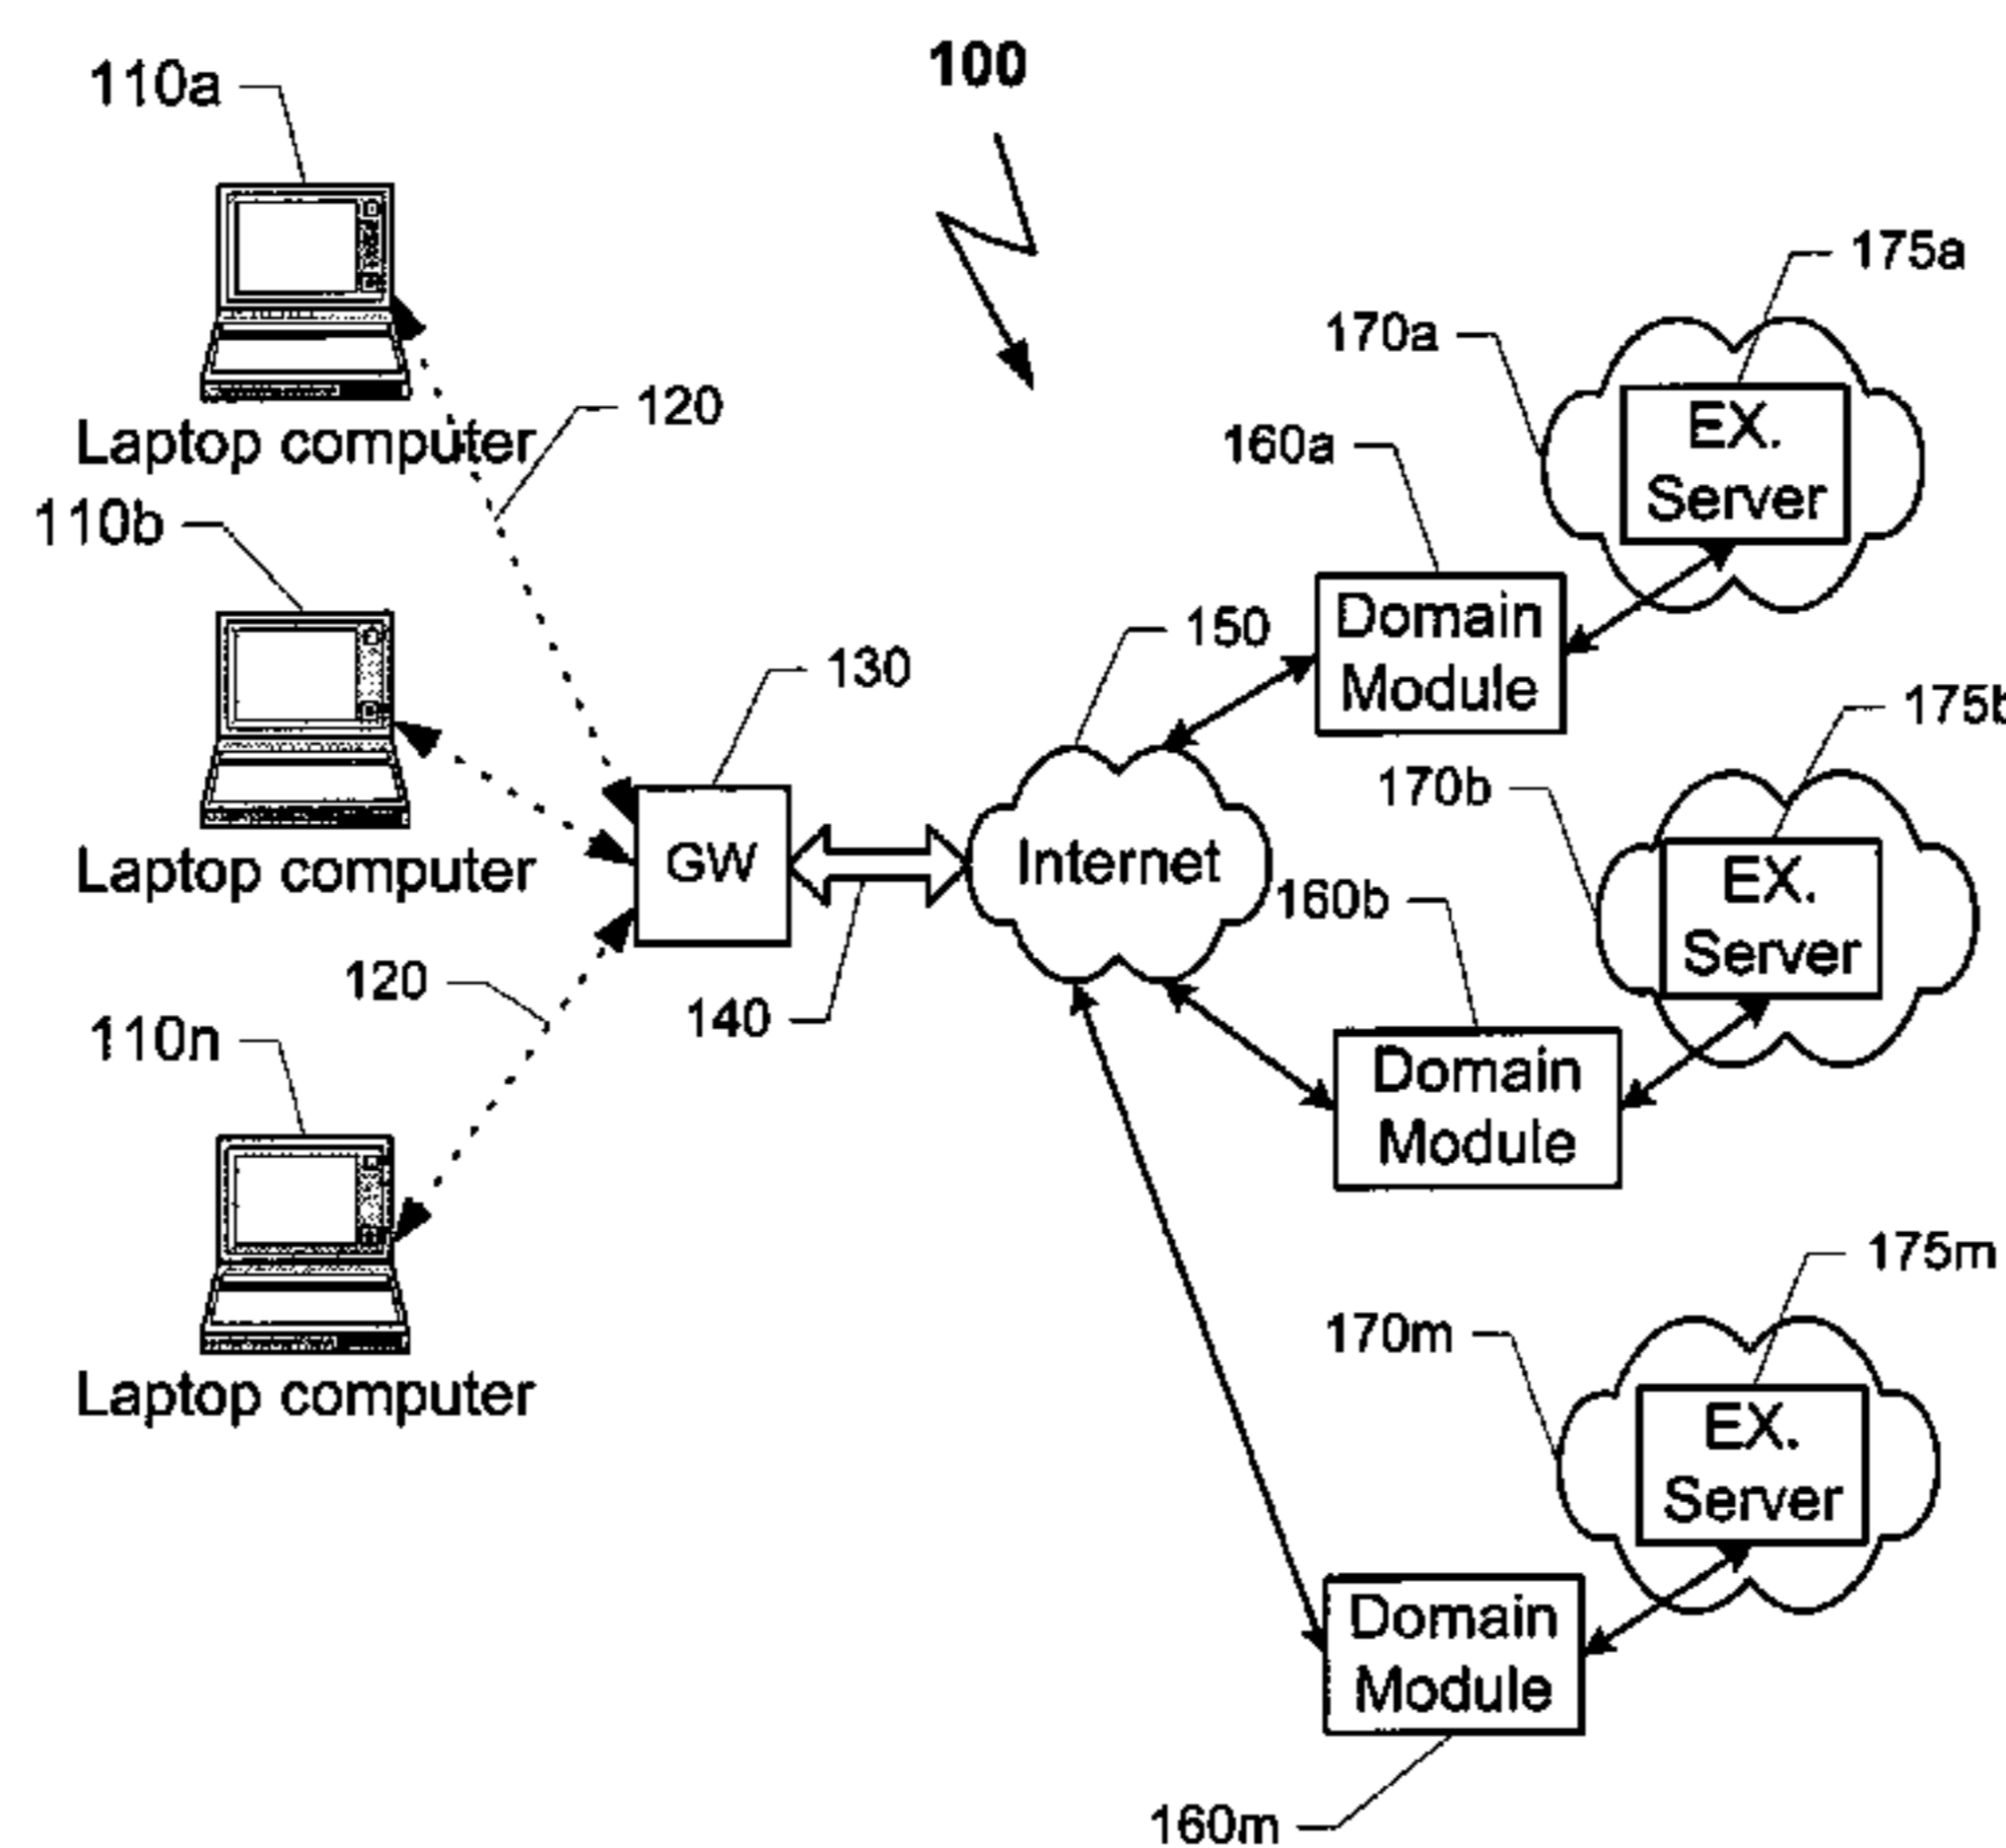 100
110a
Laptop computer
120
110b
Laptop computer
120
110n
Laptop computer
130
GW
140
150
Internet
160a
Domain
Module
170a
175a
EX.
Server
160b
Domain
Module
170b
175b
EX.
Server
160m
Domain
Module
170m
175m
EX.
Server